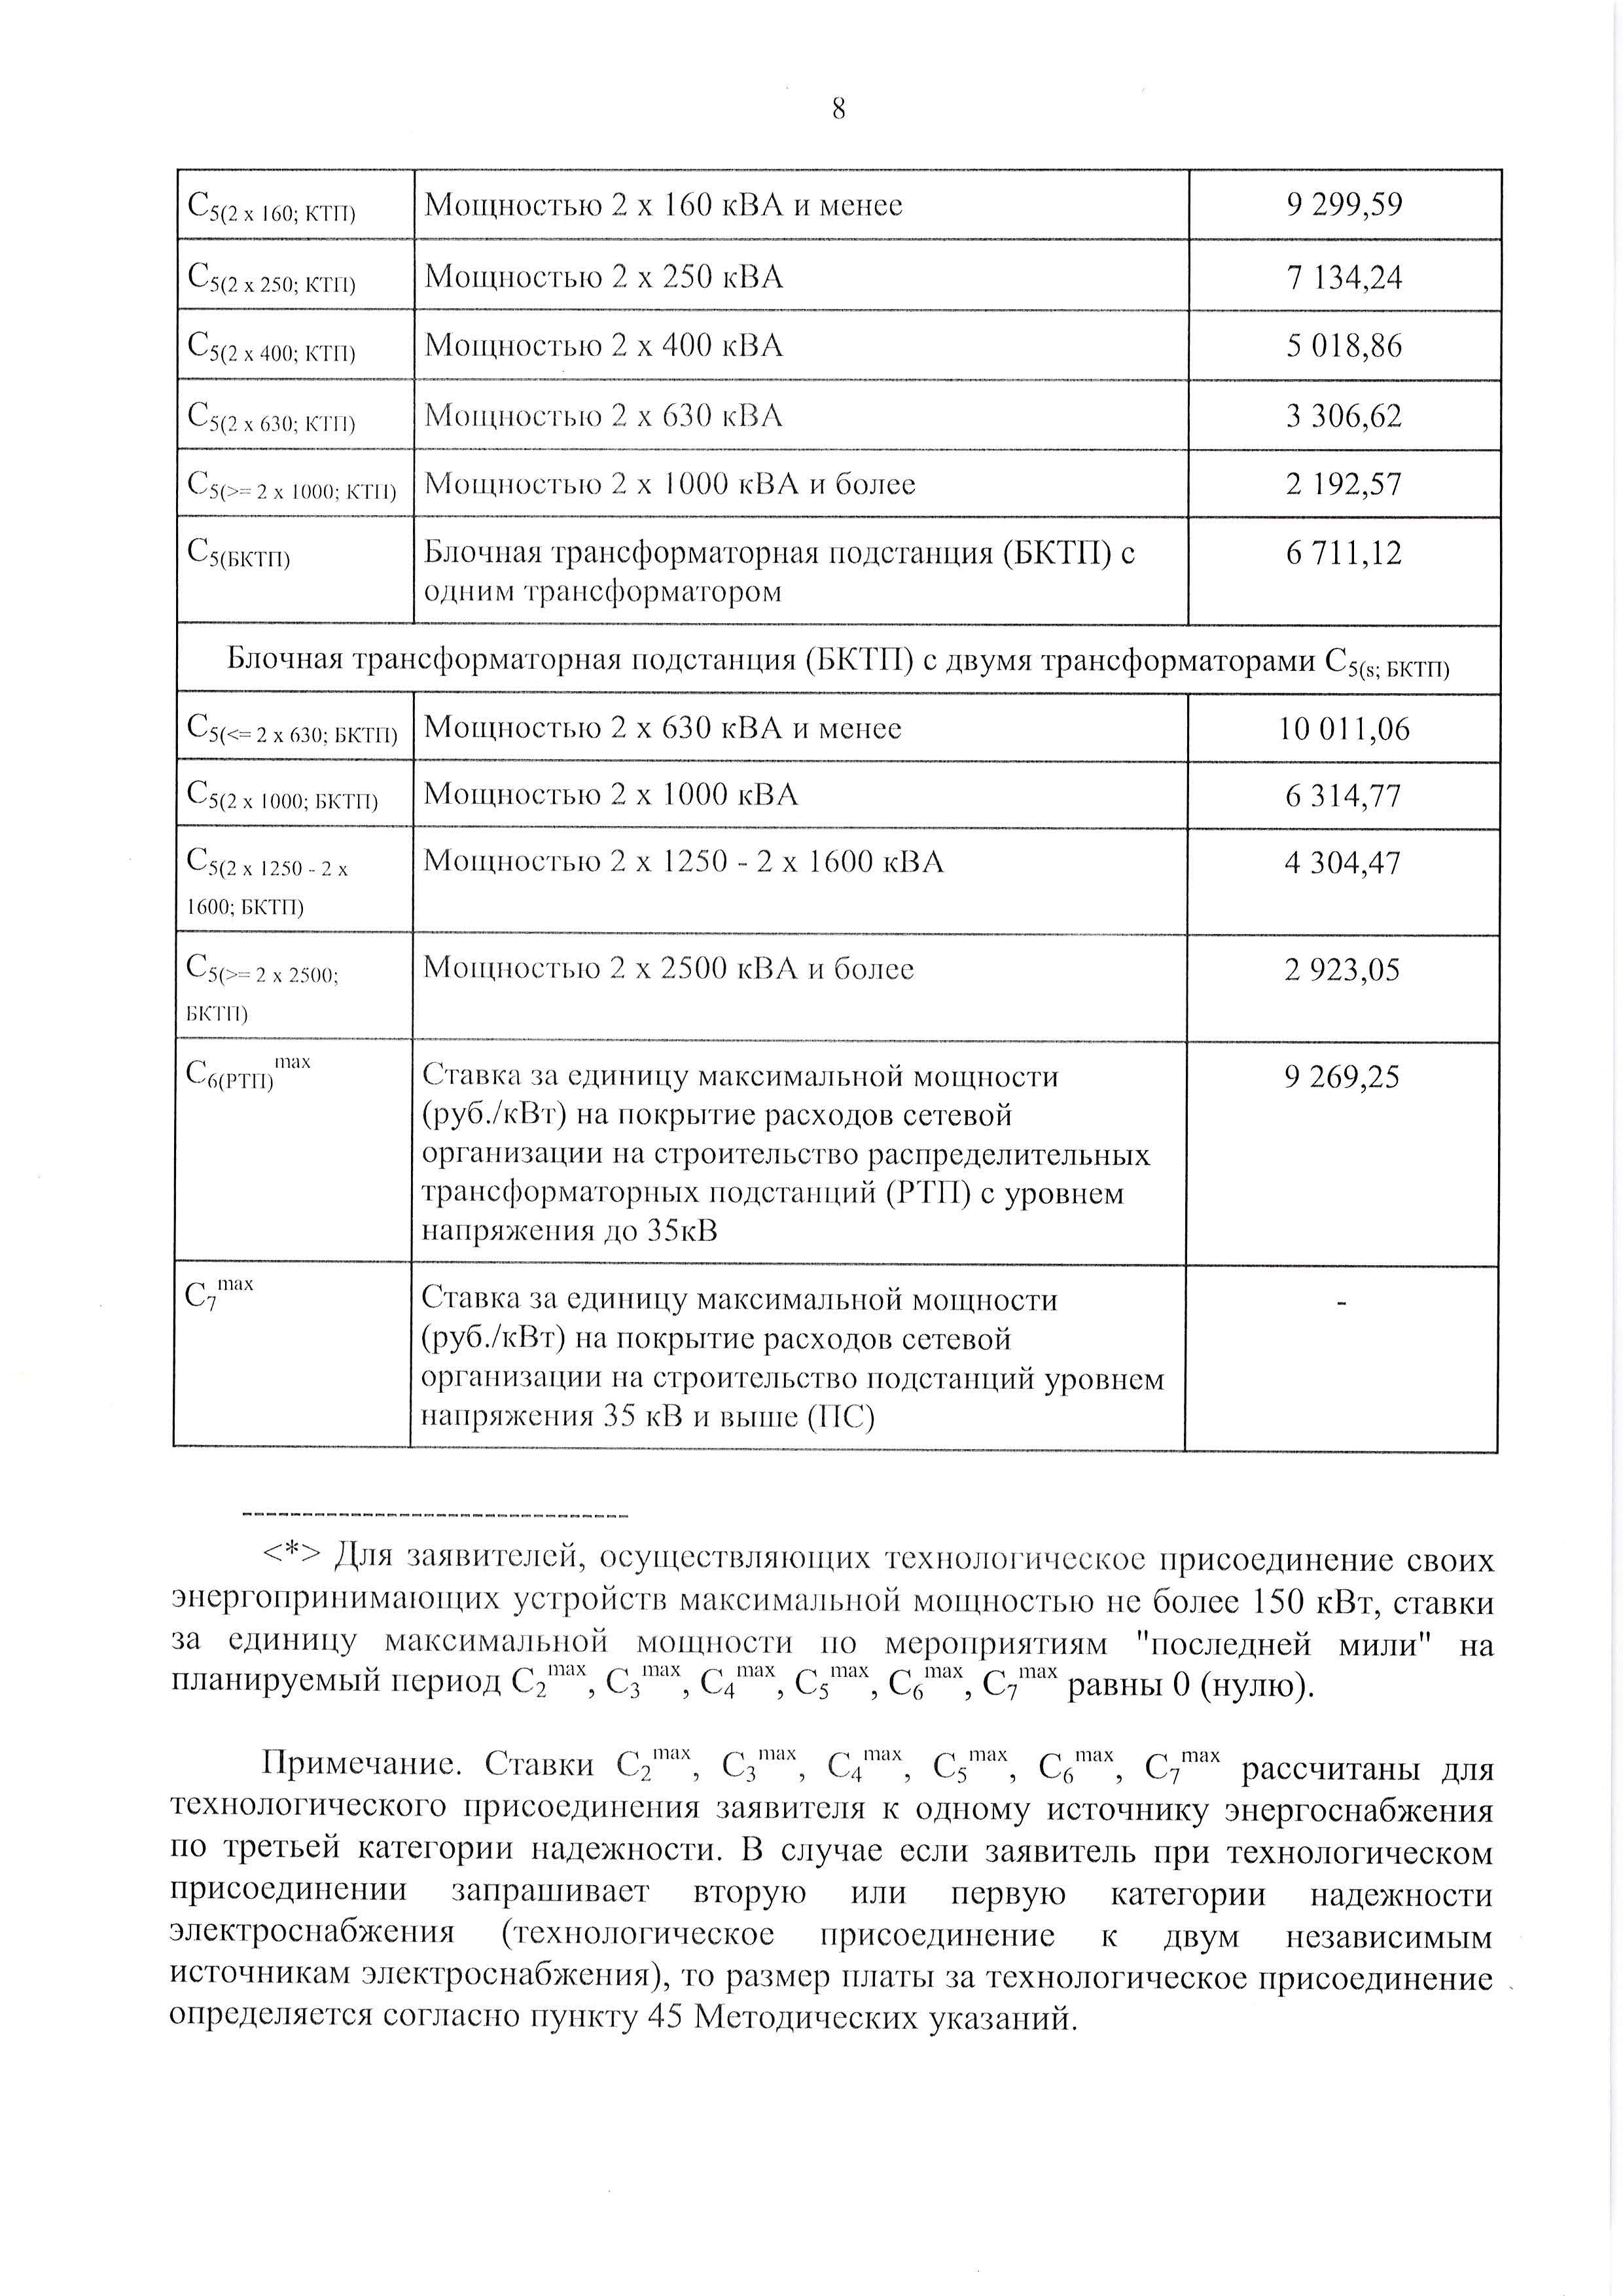 8
C5(2 x 160; КТП) Мощностью 2 x 160 кВА и менее 9 299,59
C5(2 x 250; КТП) Мощностью 2 x 250 кВА 7 134,24
C5(2 x 400; КТП) Мощностью 2 x 400 кВА 5 018,86
C5(2 x 630; КТП) Мощностью 2 x 630 кВА 3 306,62
C5(>= 2 x 1000; КТП) Мощностью 2 x 1000 кВА и более 2 192,57
C5(БКТП) Блочная трансформаторная подстанция (БКТП) с 6 711,12
одним трансформатором
Блочная трансформаторная подстанция (БКТП) с двумя трансформаторами C5(s; БКТП)
C5(<= 2 x 630; БКТП) Мощностью 2 x 630 кВА и менее 10 011,06
C5(2 x 1000; БКТП) Мощностью 2 x 1000 кВА 6 314,77
C5(2 x 1250 - 2 x Мощностью 2 x 1250 - 2 x 1600 кВА 4 304,47
1600; БКТП)
C5(>= 2 x 2500; Мощностью 2 x 2500 кВА и более 2 923,05
БКТП)
C6(РТП)max Ставка за единицу максимальной мощности 9 269,25
(руб./кВт) на покрытие расходов сетевой
организации на строительство распределительных
трансформаторных подстанций (РТП) с уровнем
напряжения до 35кВ
C7max Ставка за единицу максимальной мощности -
(руб./кВт) на покрытие расходов сетевой
организации на строительство подстанций уровнем
напряжения 35 кВ и выше (ПС)
--------------------------------
<*> Для заявителей, осуществляющих технологическое присоединение своих
энергопринимающих устройств максимальной мощностью не более 150 кВт, ставки
за единицу максимальной мощности по мероприятиям "последней мили" на
планируемый период C2max, C3max, C4max, C5max, C6max, C7max равны 0 (нулю).
Примечание. Ставки C2max, C3max, C4max, C5max, C6max, C7max рассчитаны для
технологического присоединения заявителя к одному источнику энергоснабжения
по третьей категории надежности. В случае если заявитель при технологическом
присоединении запрашивает вторую или первую категории надежности
электроснабжения (технологическое присоединение к двум независимым
источникам электроснабжения), то размер платы за технологическое присоединение
определяется согласно пункту 45 Методических указаний.